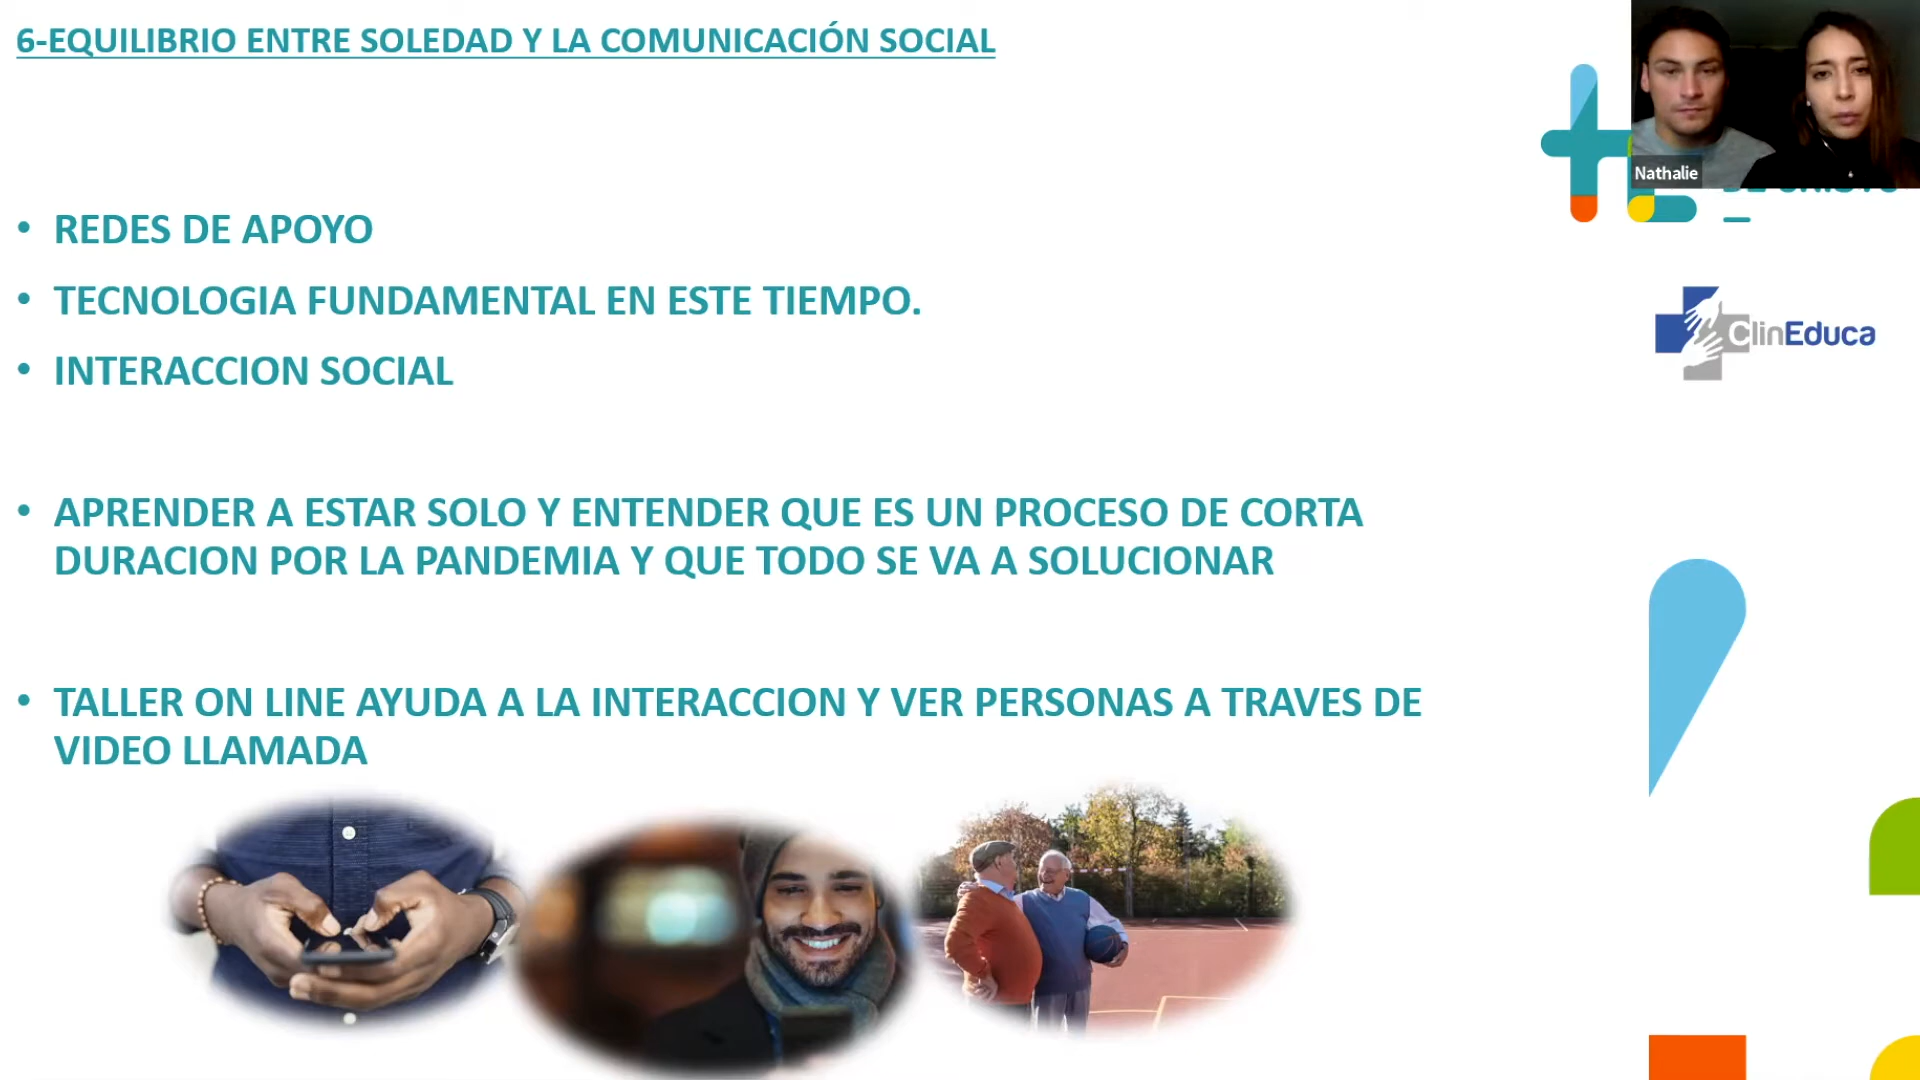 6-EQUILIBRIO ENTRE SOLEDAD Y LA COMUNICACIÓN SOCIAL
Nathalie
• REDES DE APOYO
• TECNOLOGIA FUNDAMENTAL EN ESTE TIEMPO.
• INTERACCION SOCIAL
ClinEduca
• APRENDER A ESTAR SOLO Y ENTENDER QUE ES UN PROCESO DE CORTA
DURACION POR LA PANDEMIA Y QUE TODO SE VA A SOLUCIONAR
• TALLER ON LINE AYUDA A LA INTERACCION Y VER PERSONAS A TRAVES DE
VIDEO LLAMADA